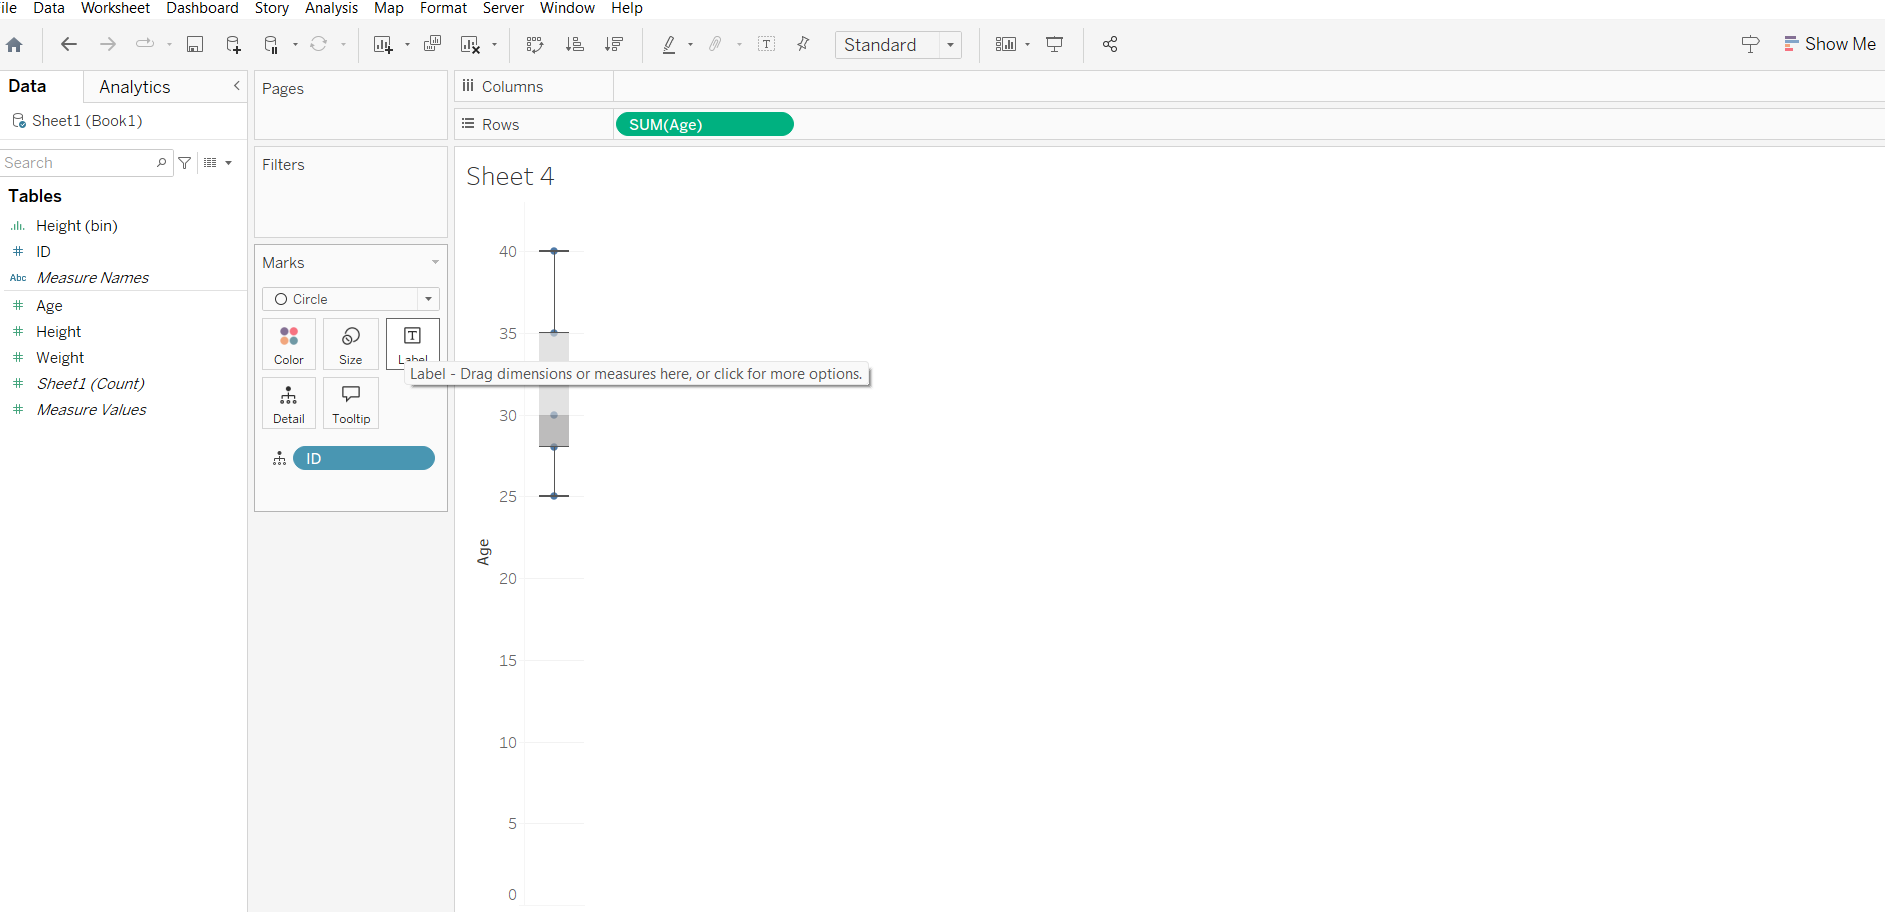 ile Data Worksheet Dashboard Story Analysis Map Format Server Window Help
Standard
Show Me
Data Analytics
Sheet1 (Book1)
Search
Tables
Height (bin)
ID
Abc Measure Names
Age
Height
Weight
Sheet1 (Count)
Measure Values
Pages
Filters
Marks
Circle
Color Size Label
Detail Tooltip
ID
Label - Drag dimensions or measures here, or click for more options.
Columns
Rows SUM(Age)
Sheet 4
40
35
30
25
20
15
10
5
0
Age